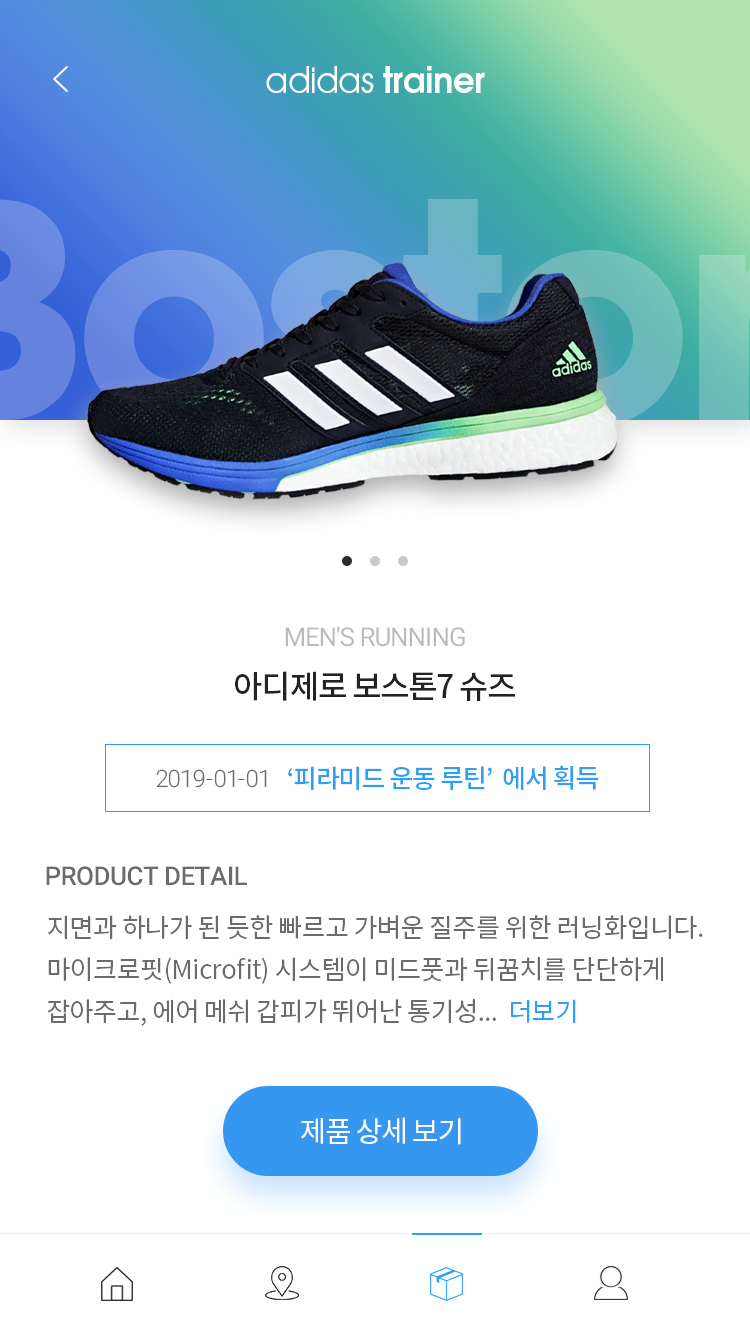 adidas trainer
Boston
adidas
MEN'S RUNNING
아디제로 보스톤7 슈즈
2019-01-01 ‘피라미드 운동 루틴’ 에서 획득
PRODUCT DETAIL
지면과 하나가 된 듯한 빠르고 가벼운 질주를 위한 러닝화입니다.
마이크로핏(Microfit) 시스템이 미드풋과 뒤꿈치를 단단하게
잡아주고, 에어 메쉬 갑피가 뛰어난 통기성... 더보기
제품 상세 보기